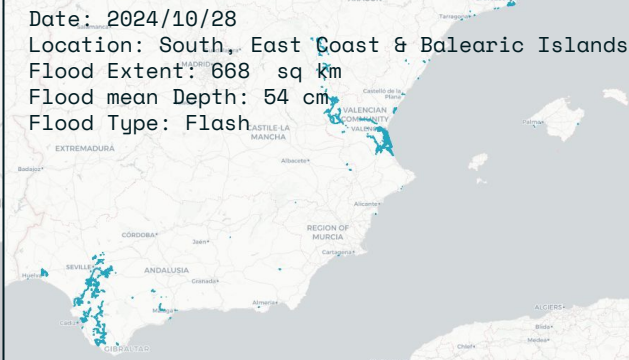 Date: 2024/10/28
Location: South, East Coast & Balearic Islands
Flood Extent: 668 sq km
Flood mean Depth: 54 cm
Flood Type: Flash
Salamanca
Tarragona
MADRID
Castelló de la Plana
VALENCIAN COMMUNITY
Palma
CASTILE-LA MANCHA
EXTREMADURA
Badajoz
Albacete
Alicante
REGION OF MURCIA
CÓRDOBA
Jaén
Cartagena
SEVILLE
ANDALUSIA
Huelva
Granada
Almería
Málaga
Cádiz
GIBRALTAR
ALGIERS
Blida
Médéa
Chlef